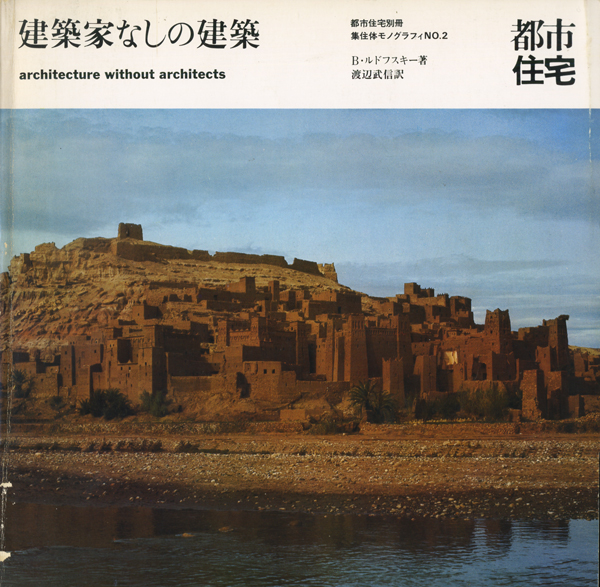 建築家なしの建築
architecture without architects
都市住宅別冊
集住体モノグラフィNO.2
B・ルドフスキー著
渡辺武信訳
都市
住宅